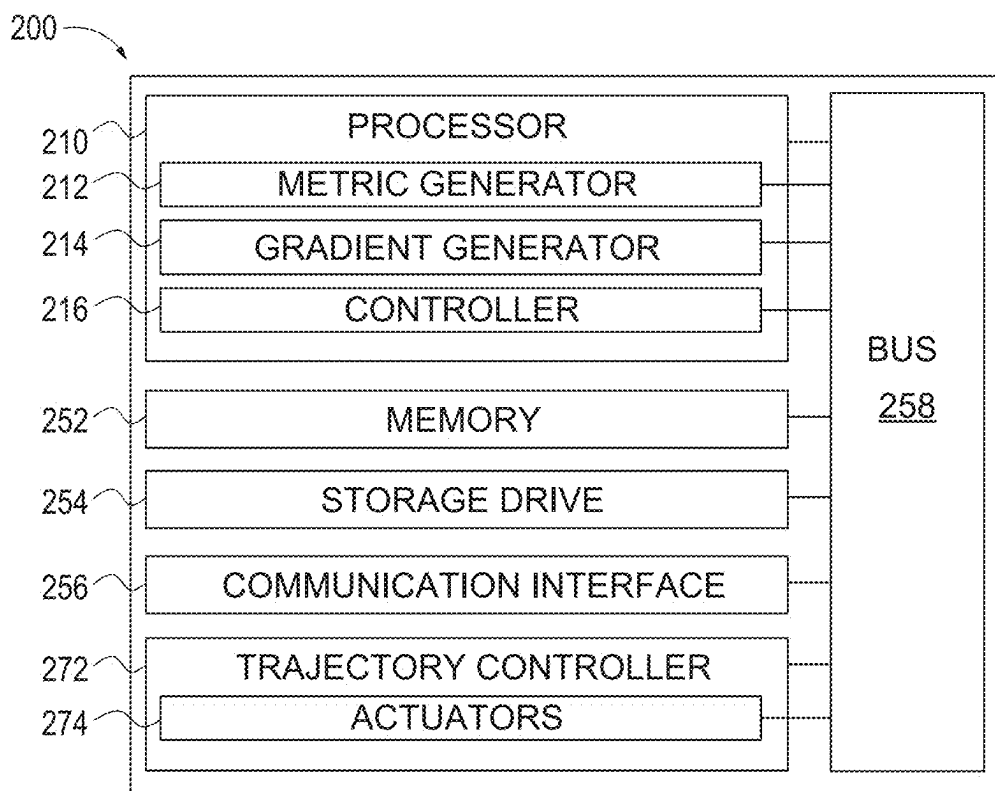 200
210 PROCESSOR
212 METRIC GENERATOR
214 GRADIENT GENERATOR
216 CONTROLLER
BUS
258
252 MEMORY
254 STORAGE DRIVE
256 COMMUNICATION INTERFACE
272 TRAJECTORY CONTROLLER
274 ACTUATORS